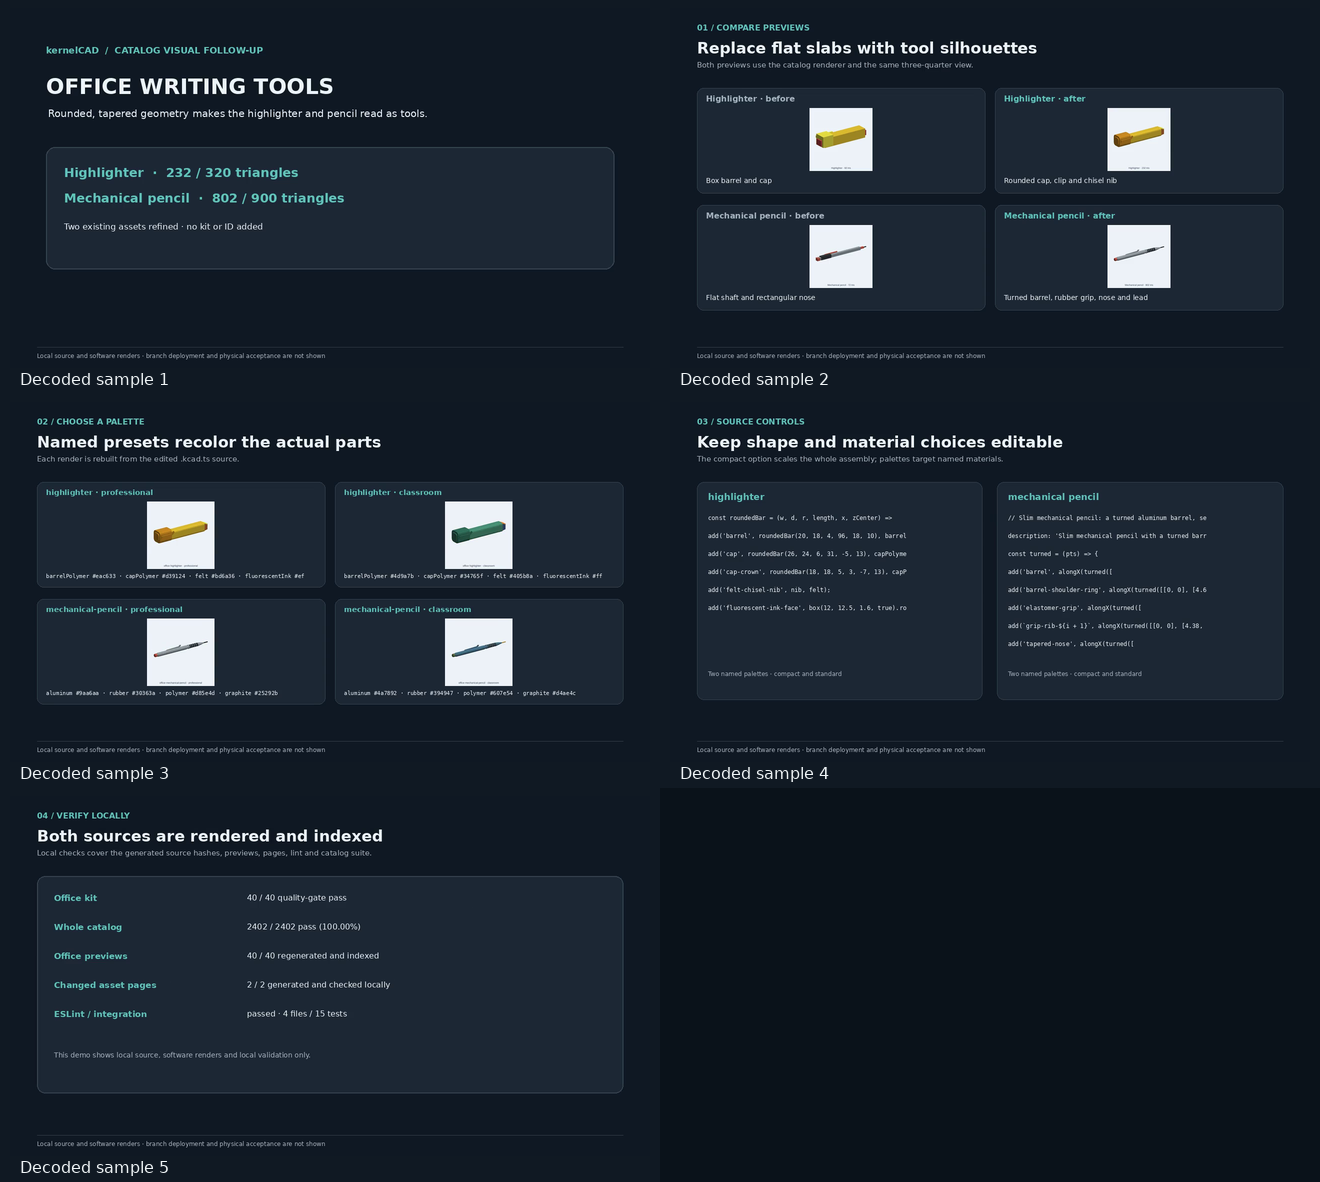 kernelCAD / CATALOG VISUAL FOLLOW-UP
OFFICE WRITING TOOLS
Rounded, tapered geometry makes the highlighter and pencil read as tools.
Highlighter · 232 / 320 triangles
Mechanical pencil · 802 / 900 triangles
Two existing assets refined · no kit or ID added
Local source and software renders · branch deployment and physical acceptance are not shown
Decoded sample 1
01 / COMPARE PREVIEWS
Replace flat slabs with tool silhouettes
Both previews use the catalog renderer and the same three-quarter view.
Highlighter · before
Box barrel and cap
Highlighter · after
Rounded cap, clip and chisel nib
Mechanical pencil · before
Flat shaft and rectangular nose
Mechanical pencil · after
Turned barrel, rubber grip, nose and lead
Local source and software renders · branch deployment and physical acceptance are not shown
Decoded sample 2
02 / CHOOSE A PALETTE
Named presets recolor the actual parts
Each render is rebuilt from the edited .kcad.ts source.
highlighter · professional
barrelPolymer #eac633 · capPolymer #d39124 · felt #bd6a36 · fluorescentInk #ef
highlighter · classroom
barrelPolymer #4d9a7b · capPolymer #34765f · felt #405b8a · fluorescentInk #ff
mechanical-pencil · professional
aluminum #9aa6aa · rubber #30363a · polymer #d85e4d · graphite #25292b
mechanical-pencil · classroom
aluminum #4a7892 · rubber #394947 · polymer #607e54 · graphite #d4ae4c
Local source and software renders · branch deployment and physical acceptance are not shown
Decoded sample 3
03 / SOURCE CONTROLS
Keep shape and material choices editable
The compact option scales the whole assembly; palettes target named materials.
highlighter
const roundedBar = (w, d, r, length, x, zCenter) =>
add('barrel', roundedBar(20, 18, 4, 96, 18, 10), barrel
add('cap', roundedBar(26, 24, 6, 31, -5, 13), capPolyme
add('cap-crown', roundedBar(18, 18, 5, 3, -7, 13), capP
add('felt-chisel-nib', nib, felt);
add('fluorescent-ink-face', box(12, 12.5, 1.6, true).ro
Two named palettes · compact and standard
mechanical pencil
// Slim mechanical pencil: a turned aluminum barrel, se
description: 'Slim mechanical pencil with a turned barr
const turned = (pts) => {
add('barrel', alongX(turned([
add('barrel-shoulder-ring', alongX(turned([[0, 0], [4.6
add('elastomer-grip', alongX(turned([
add(`grip-rib-${i + 1}`, alongX(turned([[0, 0], [4.38,
add('tapered-nose', alongX(turned([
Two named palettes · compact and standard
Local source and software renders · branch deployment and physical acceptance are not shown
Decoded sample 4
04 / VERIFY LOCALLY
Both sources are rendered and indexed
Local checks cover the generated source hashes, previews, pages, lint and catalog suite.
Office kit 40 / 40 quality-gate pass
Whole catalog 2402 / 2402 pass (100.00%)
Office previews 40 / 40 regenerated and indexed
Changed asset pages 2 / 2 generated and checked locally
ESLint / integration passed · 4 files / 15 tests
This demo shows local source, software renders and local validation only.
Local source and software renders · branch deployment and physical acceptance are not shown
Decoded sample 5